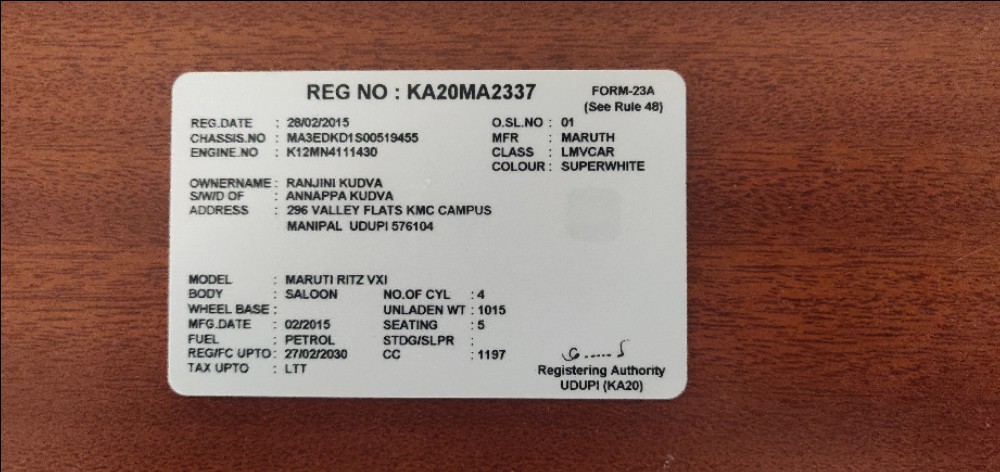 REG NO : KA20MA2337 FORM-23A
(See Rule 48)
REG.DATE : 28/02/2015 O.SL.NO : 01
CHASSIS.NO : MA3EDKD1S00519455 MFR : MARUTH
ENGINE.NO : K12MN4111430 CLASS : LMVCAR
COLOUR : SUPERWHITE
OWNERNAME : RANJINI KUDVA
S/W/D OF : ANNAPPA KUDVA
ADDRESS : 296 VALLEY FLATS KMC CAMPUS
MANIPAL UDUPI 576104
MODEL : MARUTI RITZ VXI
BODY : SALOON NO.OF CYL : 4
WHEEL BASE : UNLADEN WT : 1015
MFG.DATE : 02/2015 SEATING : 5
FUEL : PETROL STDG/SLPR :
REG/FC UPTO : 27/02/2030 CC : 1197
TAX UPTO : LTT
Registering Authority
UDUPI (KA20)